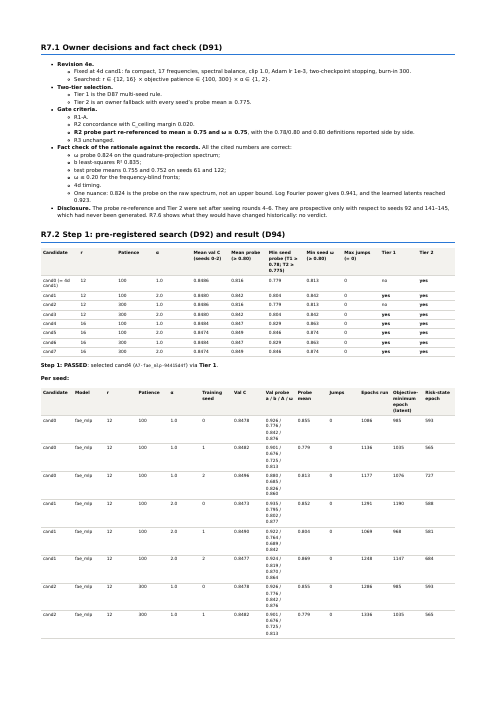 R7.1 Owner decisions and fact check (D91)
• Revision 4e.
Fixed at 4d cand1: fa compact, 17 frequencies, spectral balance, clip 1.0, Adam lr 1e-3, two-checkpoint stopping, burn-in 300.
Searched: r ∈ {12, 16} × objective patience ∈ {100, 300} × α ∈ {1, 2}.
• Two-tier selection.
Tier 1 is the D87 multi-seed rule.
Tier 2 is an owner fallback with every seed's probe mean ≥ 0.775.
• Gate criteria.
R1-A.
R2 concordance with C_ceiling margin 0.020.
R2 probe part re-referenced to mean ≥ 0.75 and ω ≥ 0.75, with the 0.78/0.80 and 0.80 definitions reported side by side.
R3 unchanged.
• Fact check of the rationale against the records. All the cited numbers are correct:
ω probe 0.824 on the quadrature-projection spectrum;
b least-squares R² 0.835;
test probe means 0.755 and 0.752 on seeds 61 and 122;
ω ≤ 0.20 for the frequency-blind fronts;
4d timing.
One nuance: 0.824 is the probe on the raw spectrum, not an upper bound. Log Fourier power gives 0.941, and the learned latents reached
0.923.
• Disclosure. The probe re-reference and Tier 2 were set after seeing rounds 4–4d. They are prospective only with respect to seeds 92 and 141–145,
which had never been generated. R7.6 shows what they would have changed historically: no verdict.
R7.2 Step 1: pre-registered search (D92) and result (D94)
Candidate r Patience α Mean val C (seeds 0-2) Mean probe (≥ 0.80) Min seed probe (T1 ≥ 0.78; T2 ≥ 0.775) Min seed ω (≥ 0.80) Max jumps (= 0) Tier 1 Tier 2
cand0 (= 4d cand1) 12 100 1.0 0.8486 0.816 0.779 0.813 0 no yes
cand1 12 100 2.0 0.8480 0.842 0.804 0.842 0 yes yes
cand2 12 300 1.0 0.8486 0.816 0.779 0.813 0 no yes
cand3 12 300 2.0 0.8480 0.842 0.804 0.842 0 yes yes
cand4 16 100 1.0 0.8484 0.847 0.829 0.863 0 yes yes
cand5 16 100 2.0 0.8474 0.849 0.846 0.874 0 yes yes
cand6 16 300 1.0 0.8484 0.847 0.829 0.863 0 yes yes
cand7 16 300 2.0 0.8474 0.849 0.846 0.874 0 yes yes
Step 1: PASSED: selected cand4 via Tier 1.
Per seed:
Candidate Model r Patience α Training seed Val C Val probe a / b / A / ω Probe mean Jumps Epochs run Objective-minimum epoch (latent) Risk-state epoch
cand0 fae_mlp 12 100 1.0 0 0.8478 0.926 / 0.776 / 0.842 / 0.876 0.855 0 1086 985 593
cand0 fae_mlp 12 100 1.0 1 0.8482 0.901 / 0.676 / 0.725 / 0.813 0.779 0 1136 1035 565
cand0 fae_mlp 12 100 1.0 2 0.8496 0.880 / 0.685 / 0.826 / 0.860 0.813 0 1177 1076 727
cand1 fae_mlp 12 100 2.0 0 0.8473 0.935 / 0.795 / 0.802 / 0.877 0.852 0 1291 1190 588
cand1 fae_mlp 12 100 2.0 1 0.8490 0.922 / 0.764 / 0.689 / 0.842 0.804 0 1069 968 581
cand1 fae_mlp 12 100 2.0 2 0.8477 0.924 / 0.819 / 0.870 / 0.864 0.869 0 1248 1147 684
cand2 fae_mlp 12 300 1.0 0 0.8478 0.926 / 0.776 / 0.842 / 0.876 0.855 0 1286 985 593
cand2 fae_mlp 12 300 1.0 1 0.8482 0.901 / 0.676 / 0.725 / 0.813 0.779 0 1336 1035 565